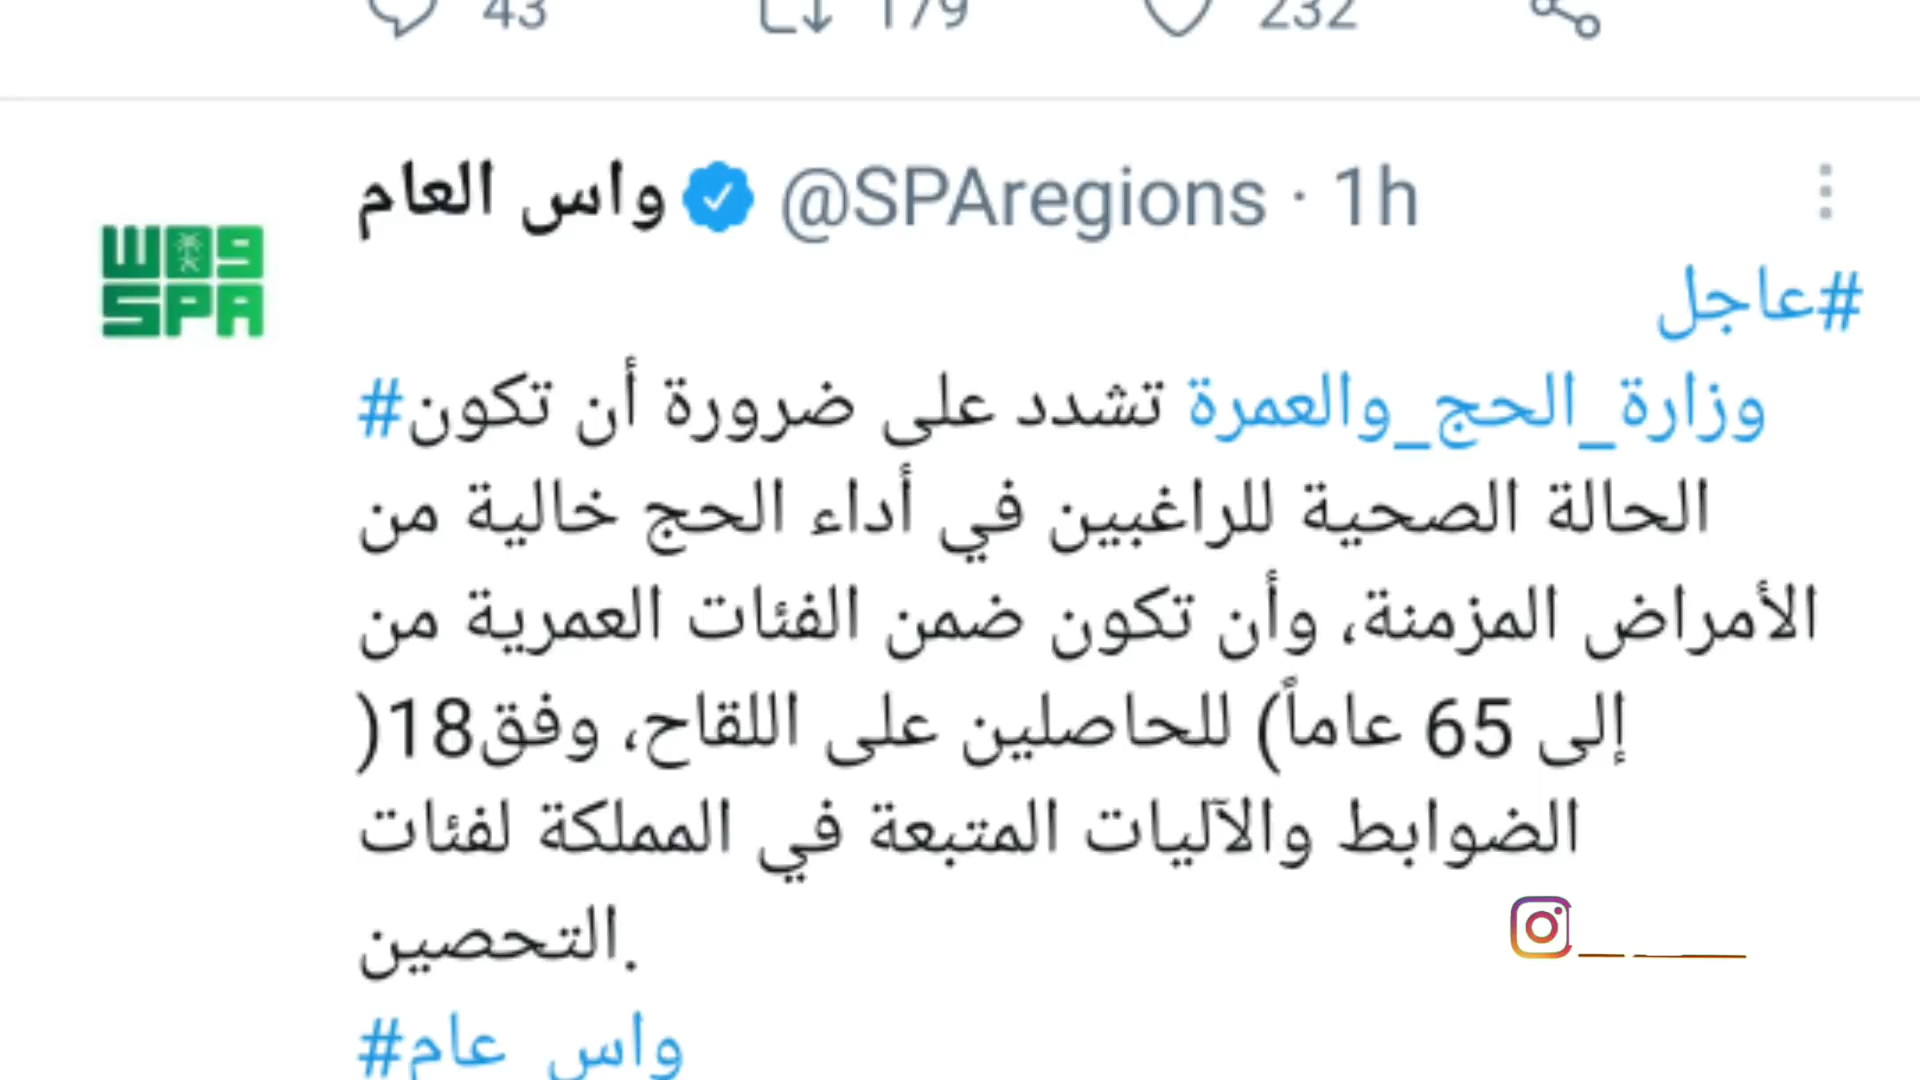 43 179 232
واس العام @SPAregions · 1h
WAS
SPA
#عاجل
#وزارة_الحج_والعمرة تشدد على ضرورة أن تكون
الحالة الصحية للراغبين في أداء الحج خالية من
الأمراض المزمنة، وأن تكون ضمن الفئات العمرية من
(18 إلى 65 عاماً) للحاصلين على اللقاح، وفق
الضوابط والآليات المتبعة في المملكة لفئات
التحصين.
#واس_عام